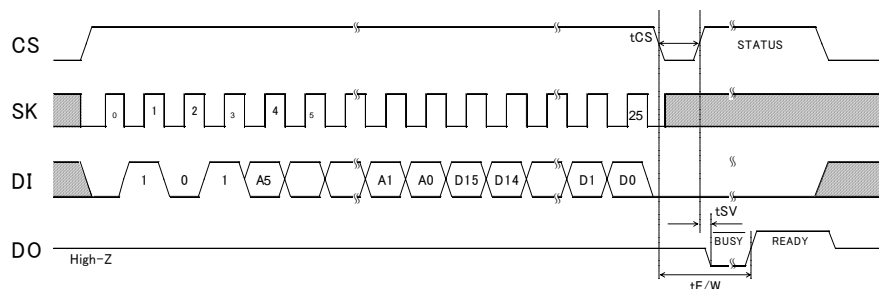 CS tCS STATUS
SK 0 1 2 3 4 5 25
DI 1 0 1 A5 A1 A0 D15 D14 D1 D0
tSV
DO High-Z BUSY READY
tE/W